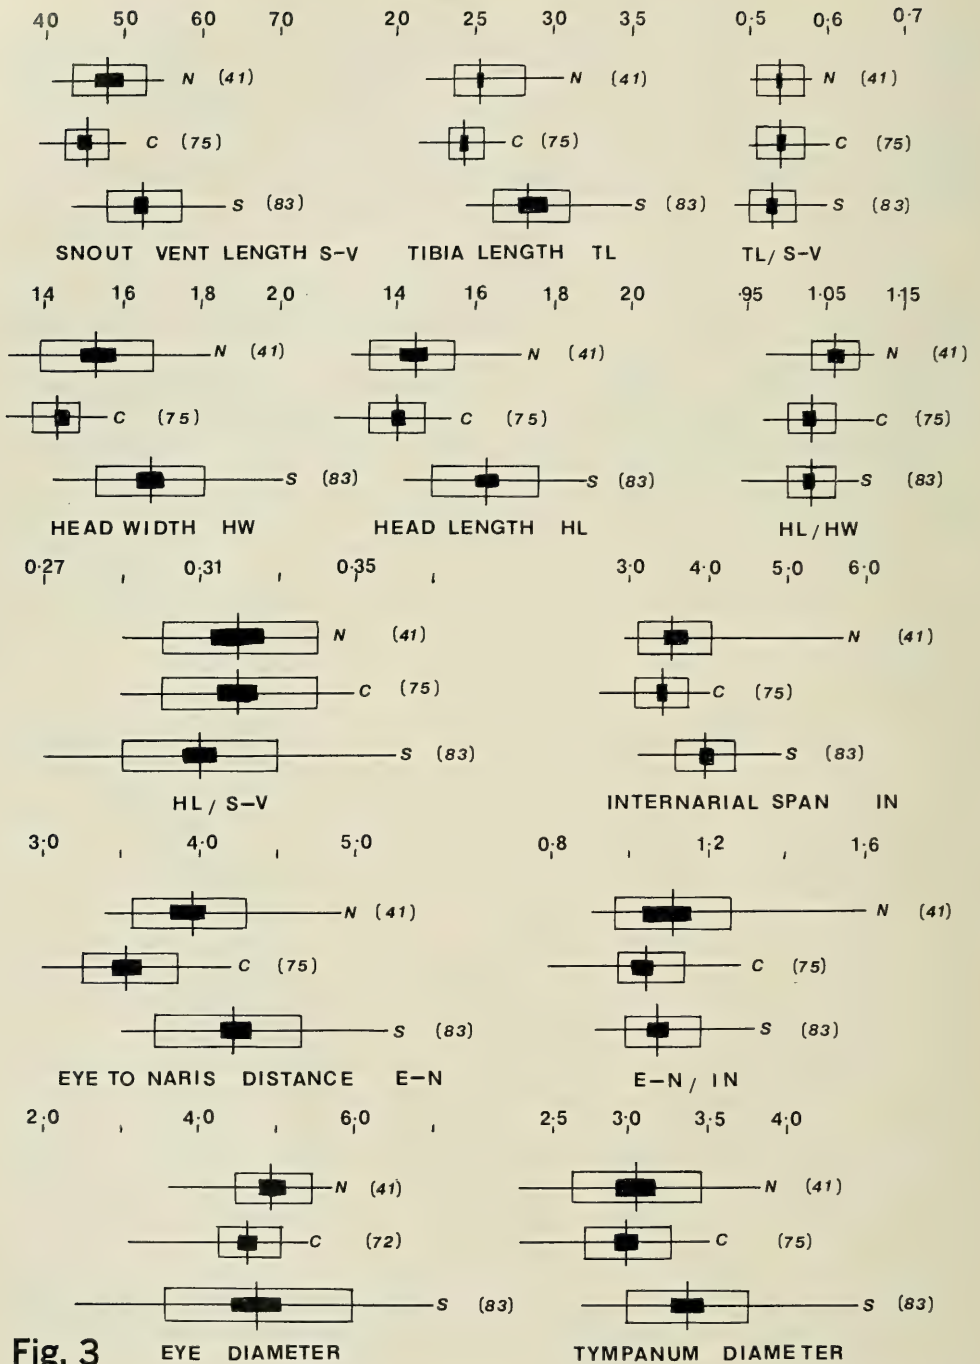 40 50 60 70 20 25 30 35 0·5 0·6 0·7
N (41) N (41) N (41)
C (75) C (75) C (75)
S (83) S (83) S (83)
SNOUT VENT LENGTH S-V TIBIA LENGTH TL TL/S-V
14 16 18 20 14 16 18 20 ·95 1·05 1·15
N (41) N (41) N (41)
C (75) C (75) C (75)
S (83) S (83) S (83)
HEAD WIDTH HW HEAD LENGTH HL HL/HW
0·27 0·31 0·35 3·0 4·0 5·0 6·0
N (41) N (41)
C (75) C (75)
S (83) S (83)
HL/S-V INTERNARIAL SPAN IN
3·0 4·0 5·0 0·8 1·2 1·6
N (41) N (41)
C (75) C (75)
S (83) S (83)
EYE TO NARIS DISTANCE E-N E-N/IN
2·0 4·0 6·0 2·5 3·0 3·5 4·0
N (41) N (41)
C (72) C (75)
S (83) S (83)
Fig. 3 EYE DIAMETER TYMPANUM DIAMETER